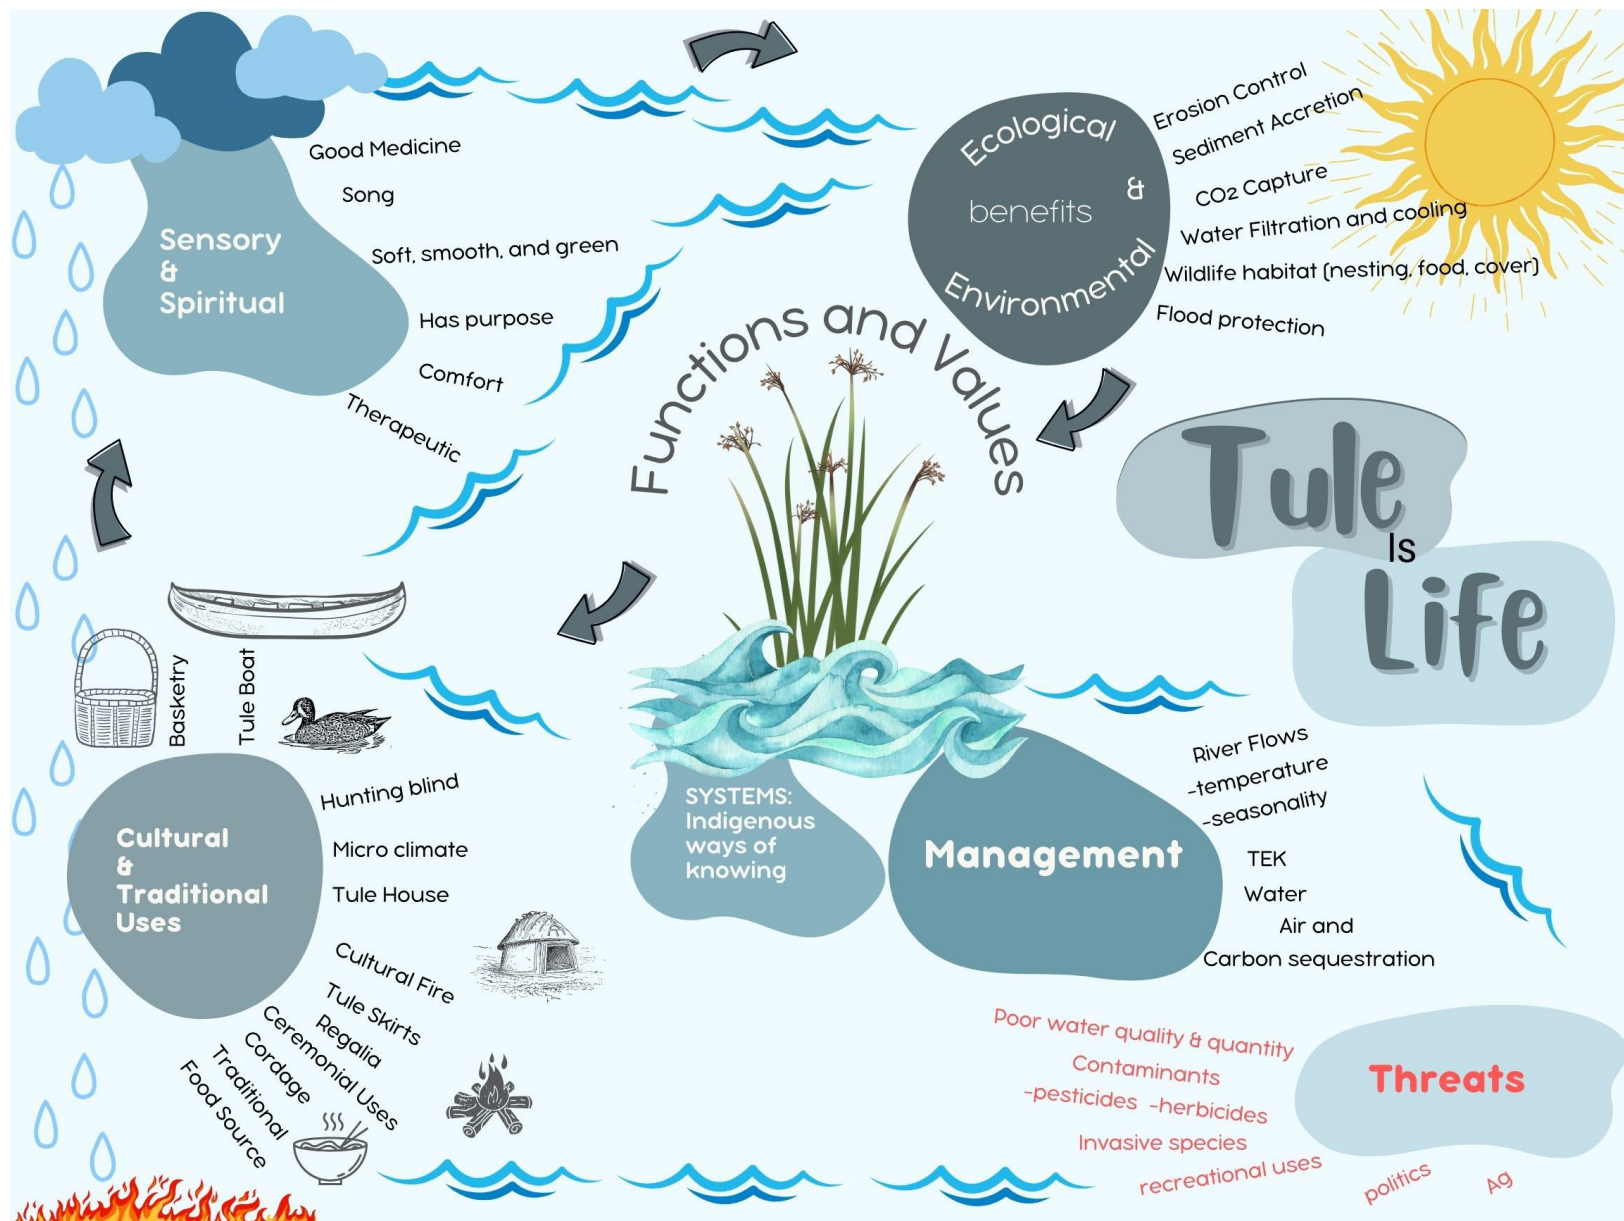 Sensory
&
Spiritual
Good Medicine
Song
Soft, smooth, and green
Has purpose
Comfort
Therapeutic
Ecological
&
benefits
Environmental
Erosion Control
Sediment Accretion
CO2 Capture
Water Filtration and cooling
Wildlife habitat (nesting, food, cover)
Flood protection
Functions and Values
Tule
Is
Life
Basketry
Tule Boat
Cultural
&
Traditional
Uses
Hunting blind
Micro climate
Tule House
Cultural Fire
Tule Skirts
Regalia
Ceremonial Uses
Cordage
Traditional
Food Source
SYSTEMS:
Indigenous
ways of
knowing
Management
River Flows
-temperature
-seasonality
TEK
Water
Air and
Carbon sequestration
Threats
Poor water quality & quantity
Contaminants
-pesticides -herbicides
Invasive species
recreational uses
politics
Ag